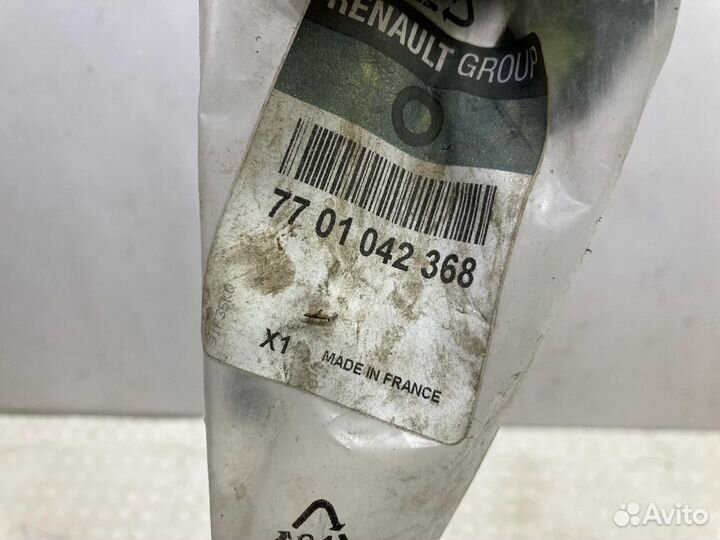 RENAULT GROUP
77 01 042 368
X1
MADE IN FRANCE
Avito